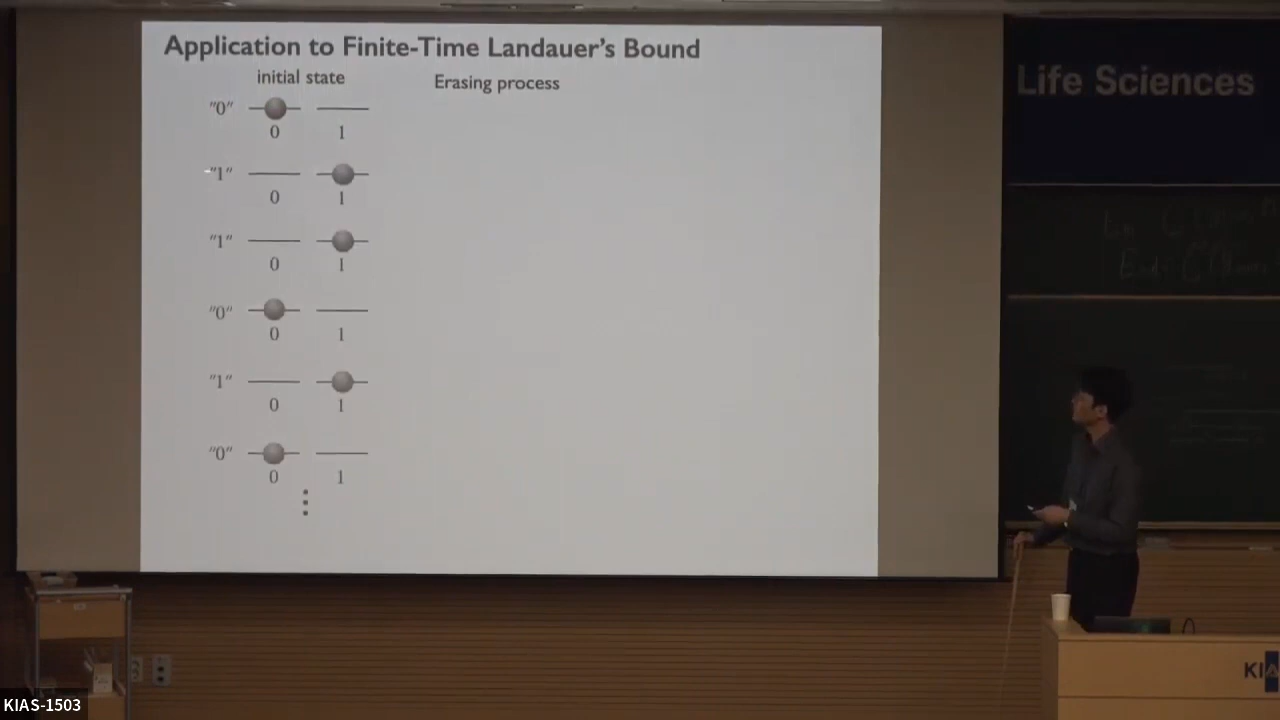 Application to Finite-Time Landauer's Bound
initial state
Erasing process
"0"
0 1
"1"
0 1
"1"
0 1
"0"
0 1
"1"
0 1
"0"
0 1
Life Sciences
KIAS-1503